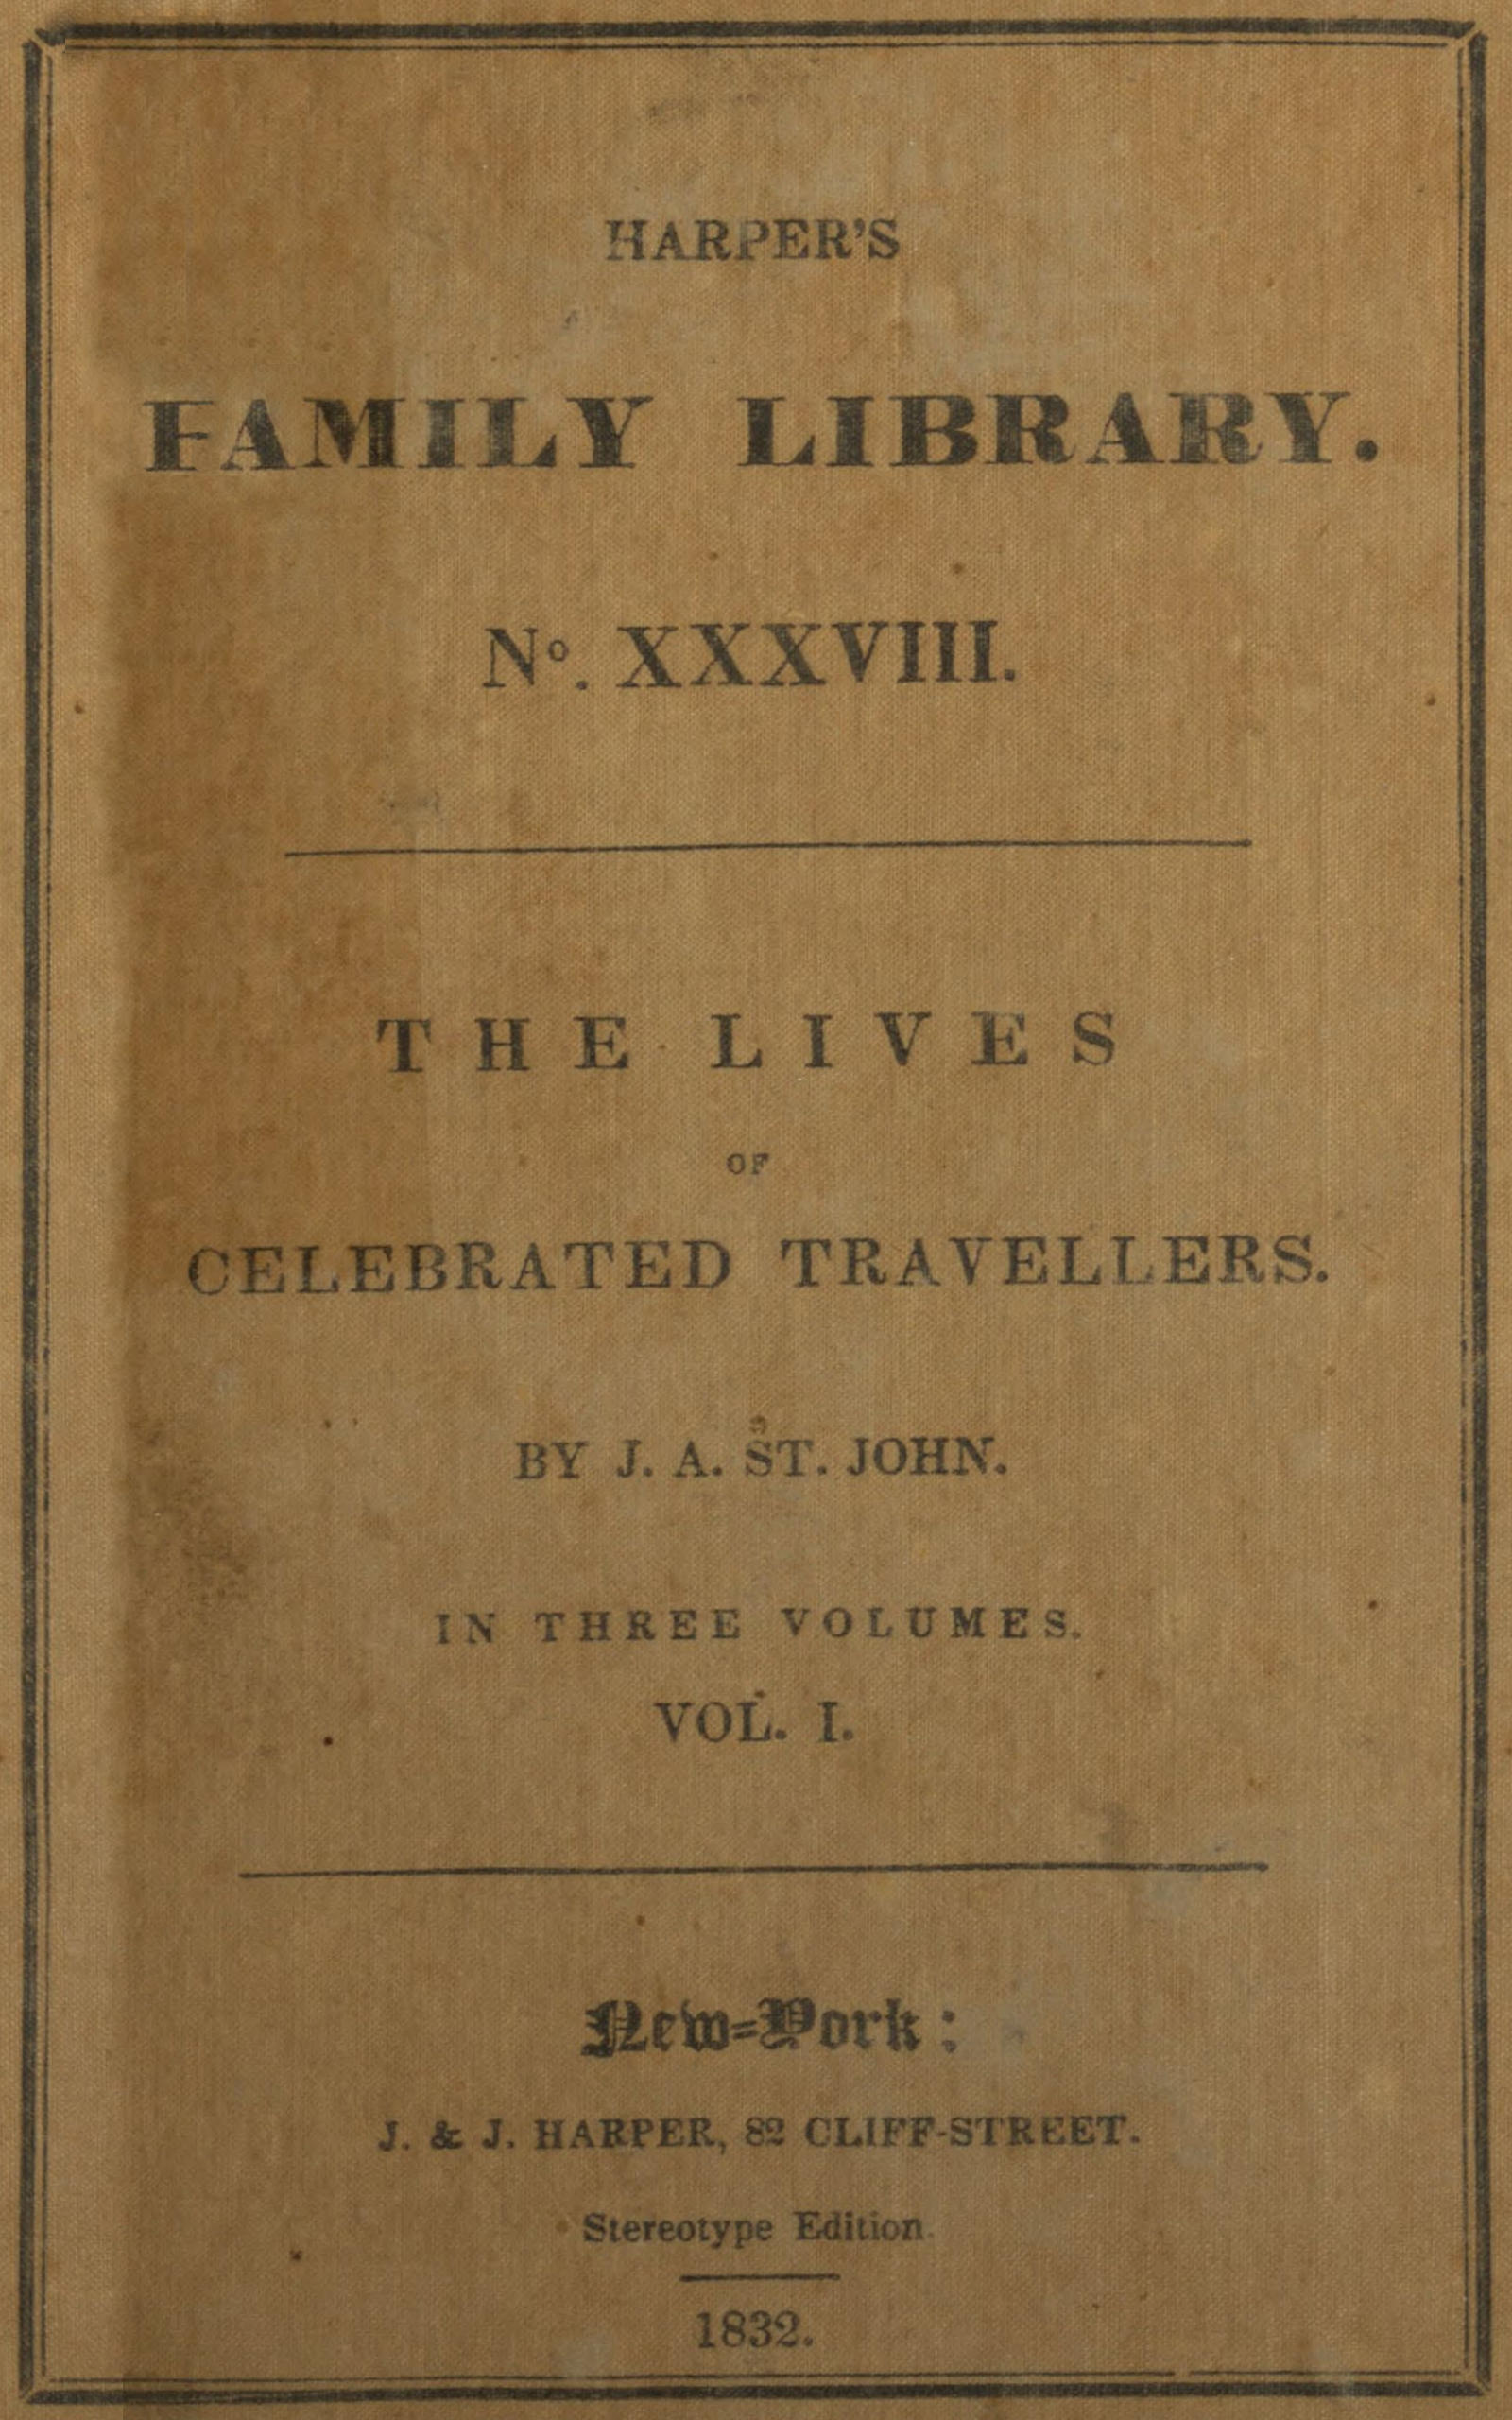 HARPER'S
FAMILY LIBRARY.
Nº. XXXVIII.
THE LIVES
OF
CELEBRATED TRAVELLERS.
BY J. A. ST. JOHN.
IN THREE VOLUMES.
VOL. I.
New-York:
J. & J. HARPER, 82 CLIFF-STREET.
Stereotype Edition.
1832.